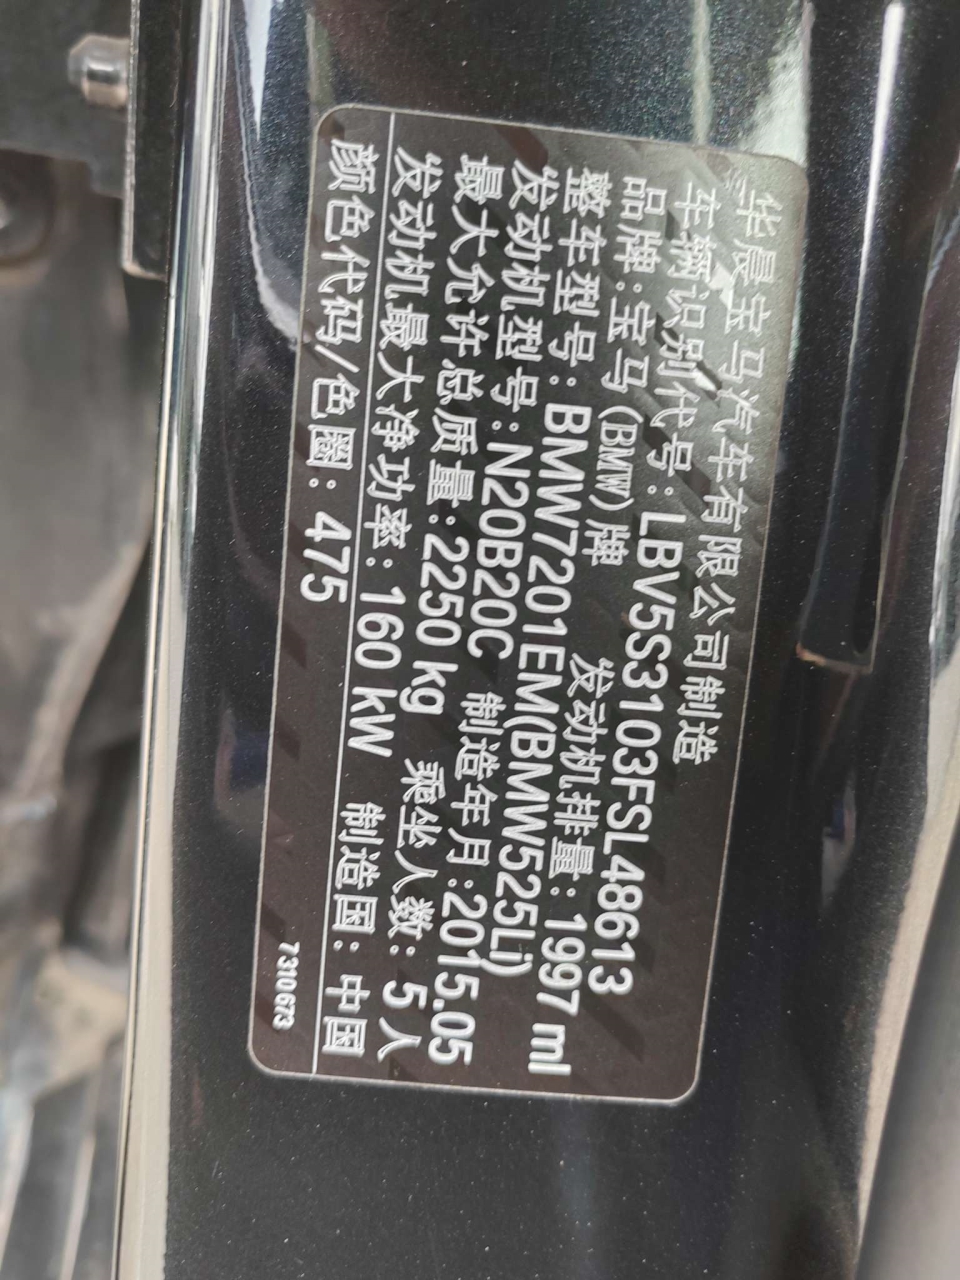 华晨宝马汽车有限公司制造
车辆识别代号:LBV5S3103FSL48613
品牌:宝马(BMW)牌 发动机排量:1997 ml
整车型号:BMW7201EM(BMW525Li)
发动机型号:N20B20C 制造年月:2015.05
最大允许总质量:2250 kg 乘坐人数:5人
发动机最大净功率:160 kW 制造国:中国
颜色代码/色圖:475
7310673